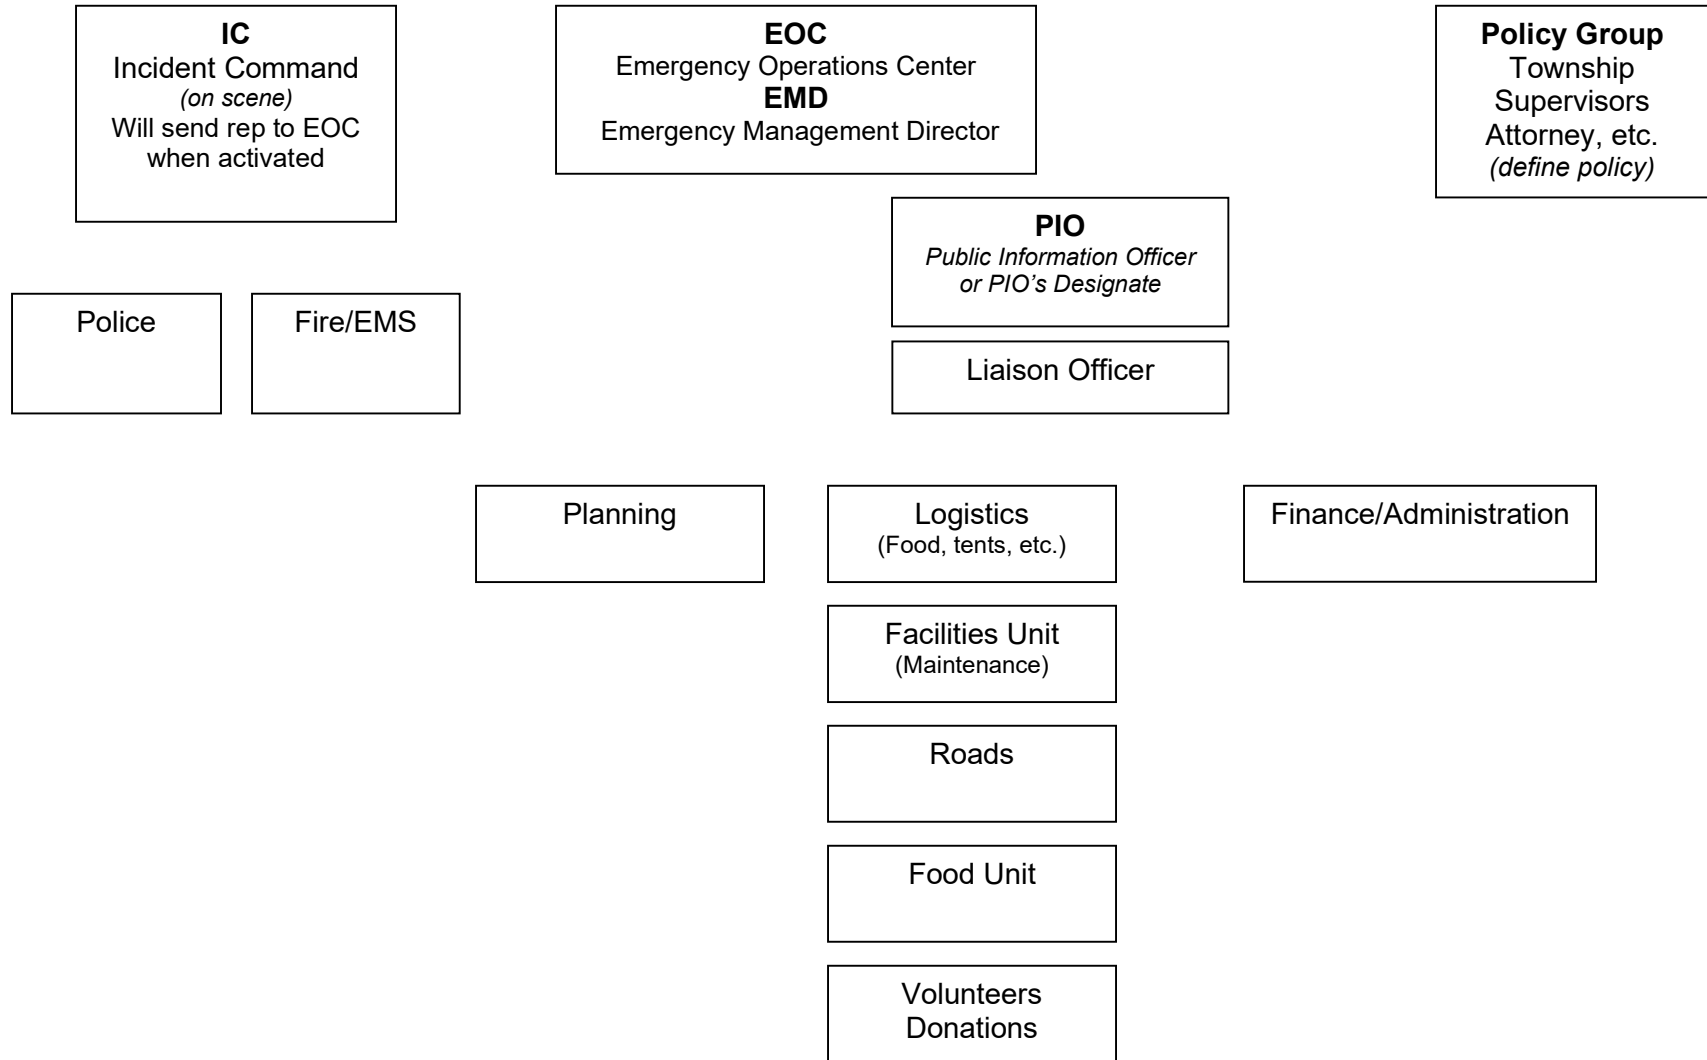 IC
Incident Command
(on scene)
Will send rep to EOC
when activated
EOC
Emergency Operations Center
EMD
Emergency Management Director
Policy Group
Township
Supervisors
Attorney, etc.
(define policy)
PIO
Public Information Officer
or PIO’s Designate
Police
Fire/EMS
Liaison Officer
Planning
Logistics
(Food, tents, etc.)
Finance/Administration
Facilities Unit
(Maintenance)
Roads
Food Unit
Volunteers
Donations